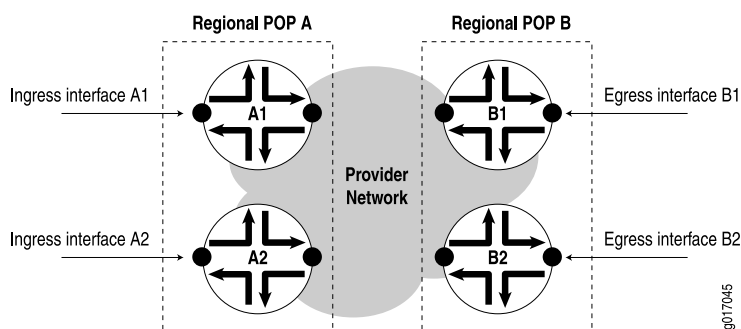 Regional POP A
Regional POP B
Ingress interface A1
A1
B1
Egress interface B1
Provider
Network
Ingress interface A2
A2
B2
Egress interface B2
g017045